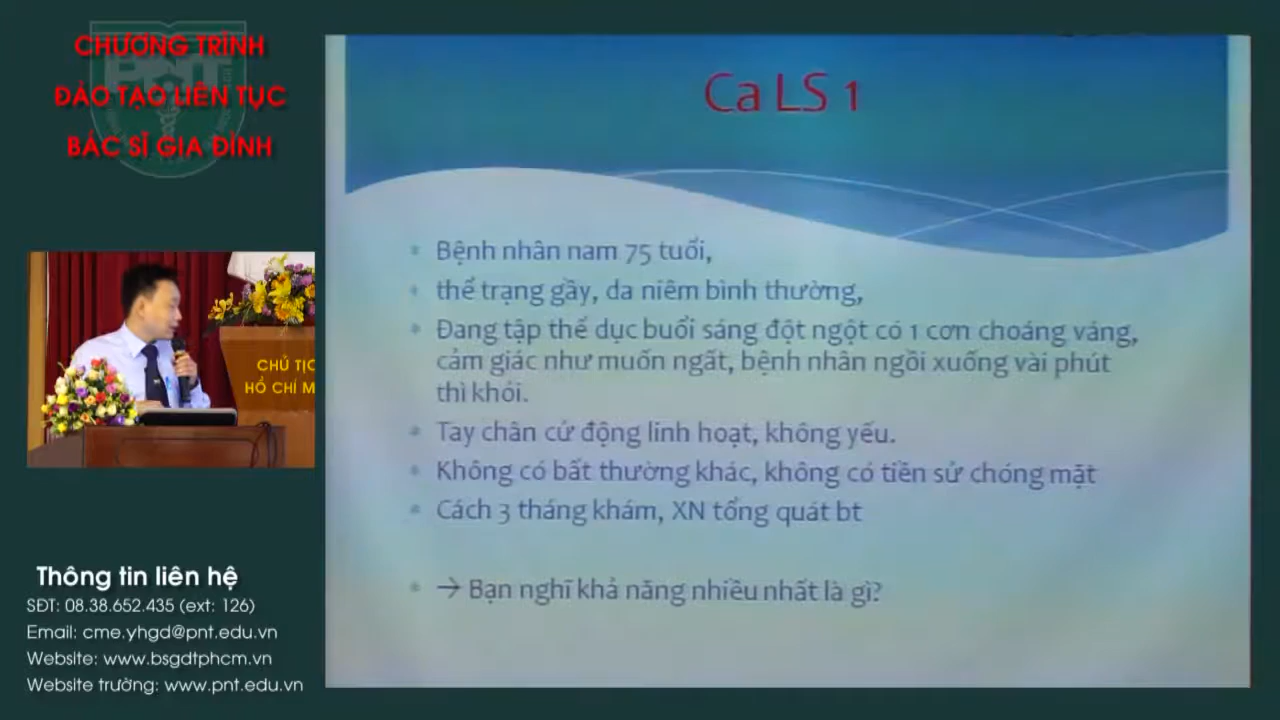 CHƯƠNG TRÌNH
ĐÀO TẠO LIÊN TỤC
BÁC SĨ GIA ĐÌNH
PNT
CHỦ TỊC
HỒ CHÍ M
Thông tin liên hệ
SĐT: 08.38.652.435 (ext: 126)
Email: cme.yhgd@pnt.edu.vn
Website: www.bsgdtphcm.vn
Website trường: www.pnt.edu.vn
Ca LS 1
Bệnh nhân nam 75 tuổi,
thể trạng gầy, da niêm bình thường,
Đang tập thể dục buổi sáng đột ngột có 1 cơn choáng váng,
cảm giác như muốn ngất, bệnh nhân ngồi xuống vài phút
thì khỏi.
Tay chân cử động linh hoạt, không yếu.
Không có bất thường khác, không có tiền sử chóng mặt
Cách 3 tháng khám, XN tổng quát bt
→ Bạn nghĩ khả năng nhiều nhất là gì?